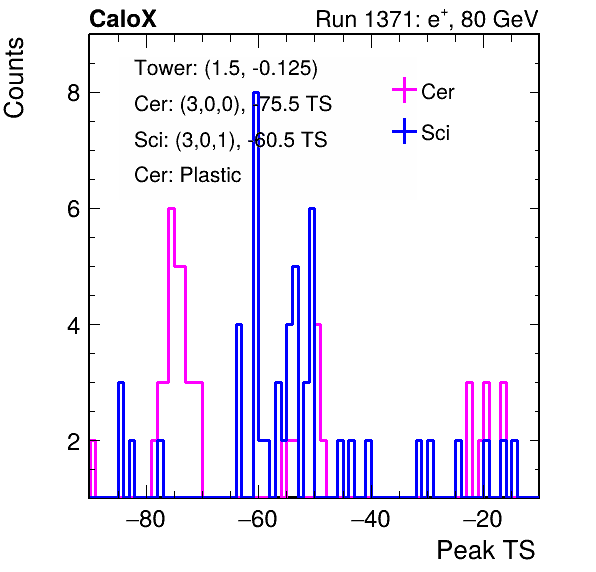 CaloX Run 1371: e⁺, 80 GeV
Counts
Tower: (1.5, -0.125)
Cer: (3,0,0), -75.5 TS
Sci: (3,0,1), -60.5 TS
Cer: Plastic
Cer
Sci
8
6
4
2
−80 −60 −40 −20
Peak TS